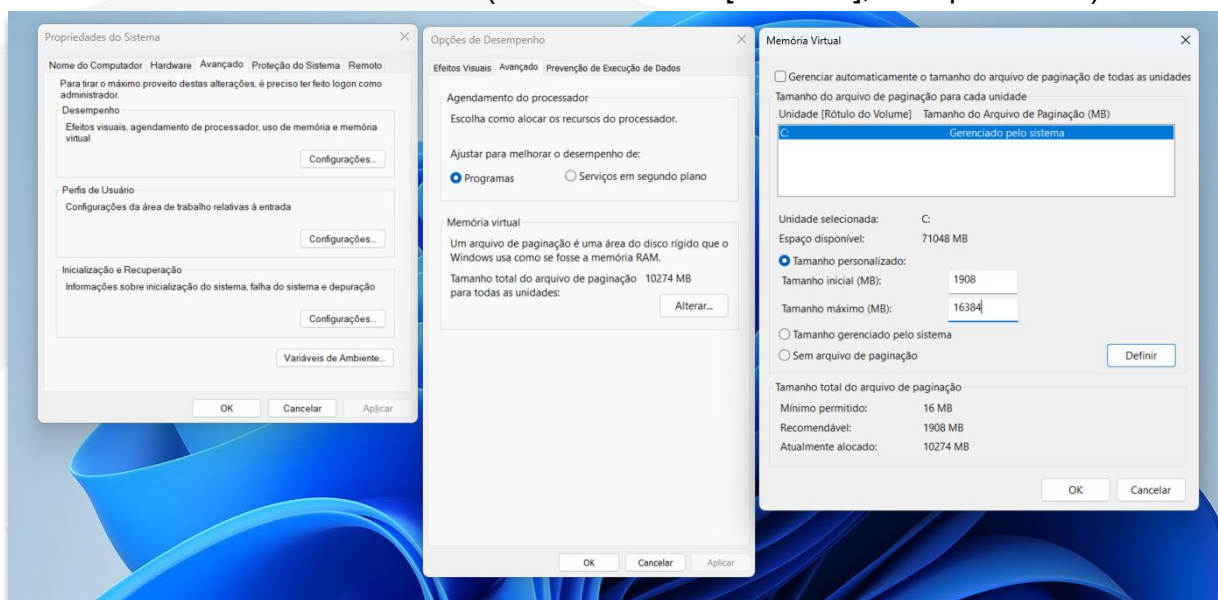 Propriedades do Sistema
Nome do Computador Hardware Avançado Proteção do Sistema Remoto
Para tirar o máximo proveito destas alterações, é preciso ter feito logon como
administrador.
Desempenho
Efeitos visuais, agendamento de processador, uso de memória e memória
virtual
Configurações...
Perfis de Usuário
Configurações da área de trabalho relativas à entrada
Configurações...
Inicialização e Recuperação
Informações sobre inicialização do sistema, falha do sistema e depuração
Configurações...
Variáveis de Ambiente...
OK Cancelar Aplicar
Opções de Desempenho
Efeitos Visuais Avançado Prevenção de Execução de Dados
Agendamento do processador
Escolha como alocar os recursos do processador.
Ajustar para melhorar o desempenho de:
Programas Serviços em segundo plano
Memória virtual
Um arquivo de paginação é uma área do disco rígido que o
Windows usa como se fosse a memória RAM.
Tamanho total do arquivo de paginação 10274 MB
para todas as unidades:
Alterar...
OK Cancelar Aplicar
Memória Virtual
Gerenciar automaticamente o tamanho do arquivo de paginação de todas as unidades
Tamanho do arquivo de paginação para cada unidade
Unidade [Rótulo do Volume] Tamanho do Arquivo de Paginação (MB)
C: Gerenciado pelo sistema
Unidade selecionada: C:
Espaço disponível: 71048 MB
Tamanho personalizado:
Tamanho inicial (MB): 1908
Tamanho máximo (MB): 16384
Tamanho gerenciado pelo sistema
Sem arquivo de paginação
Definir
Tamanho total do arquivo de paginação
Mínimo permitido: 16 MB
Recomendável: 1908 MB
Atualmente alocado: 10274 MB
OK Cancelar